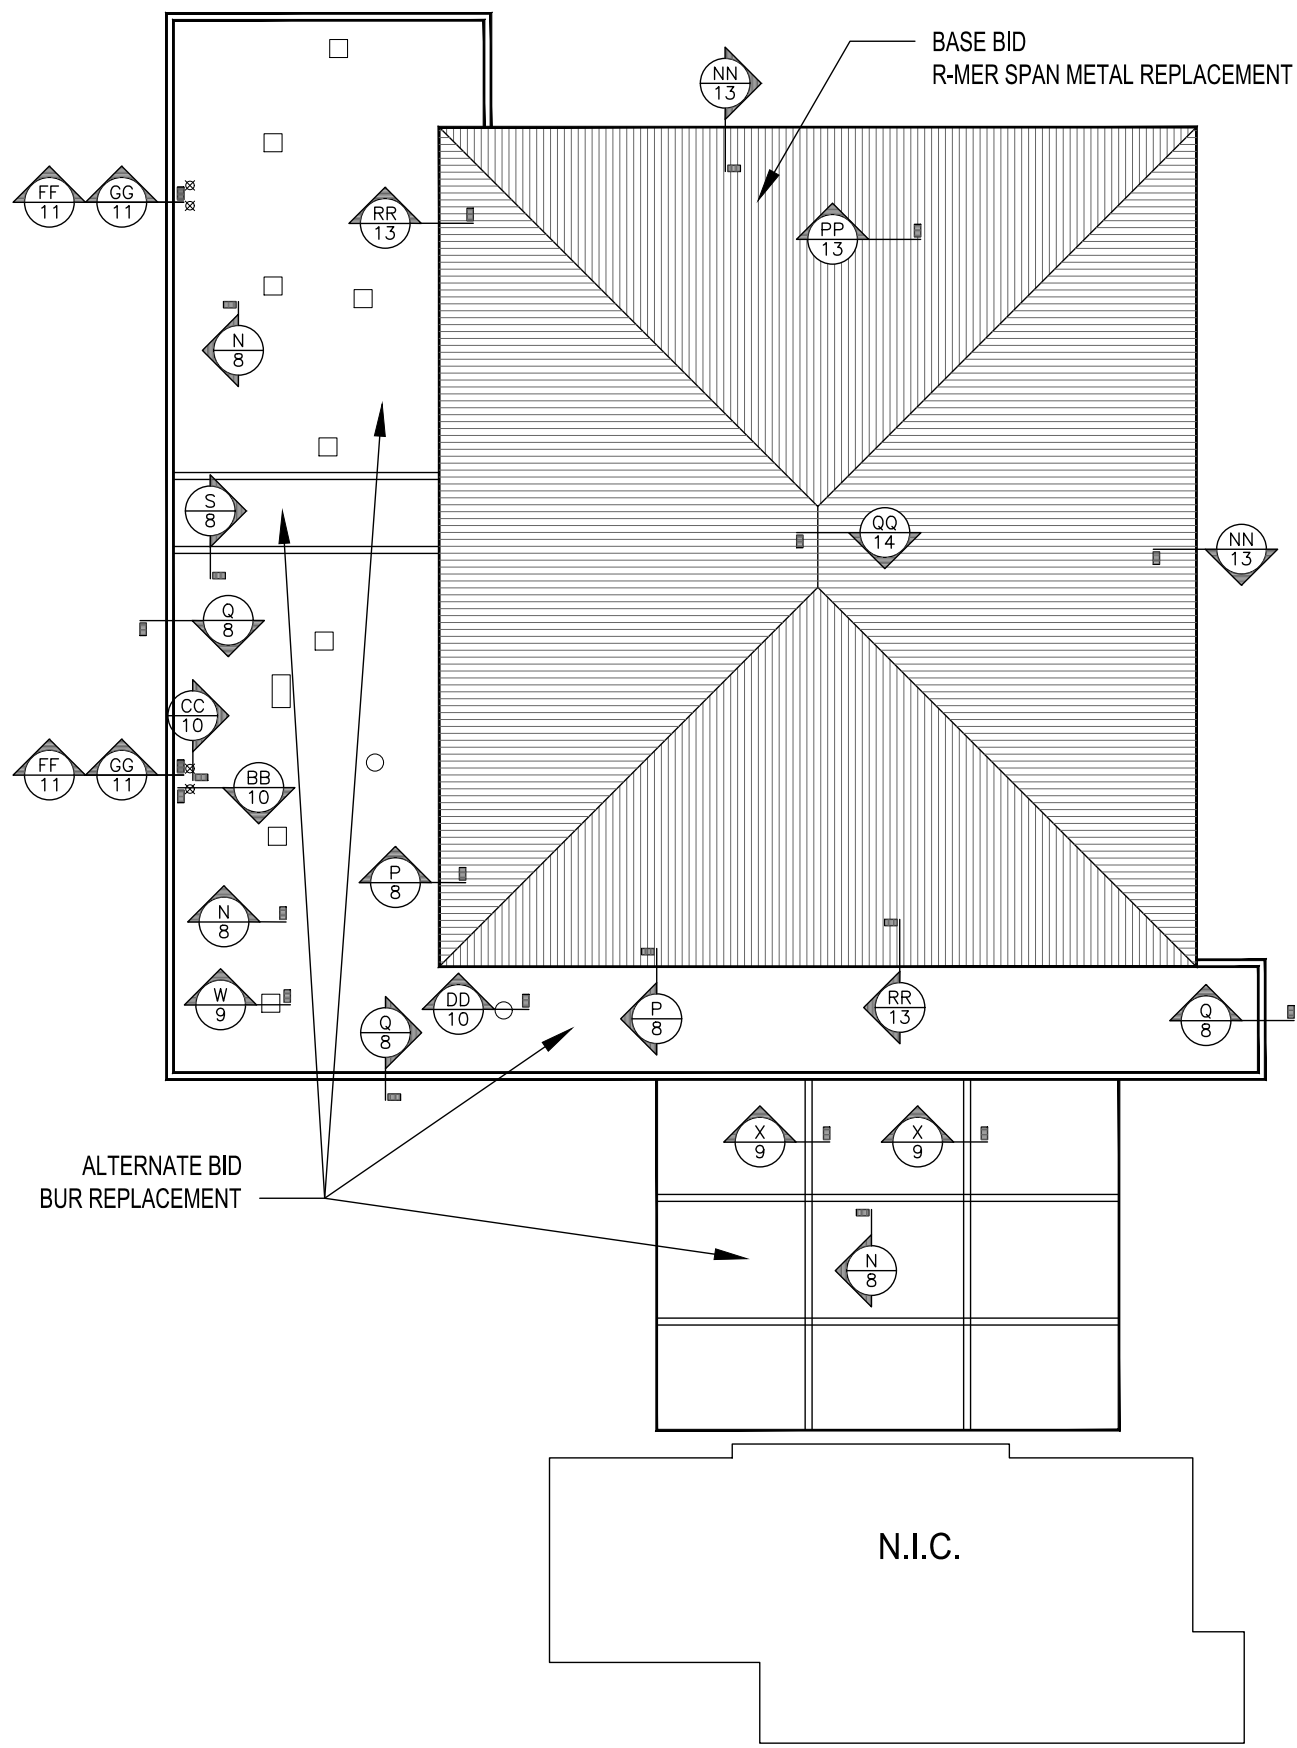 BASE BID
R-MER SPAN METAL REPLACEMENT
NN
13
FF
11
GG
11
RR
13
PP
13
N
8
S
8
QQ
14
NN
13
Q
8
CC
10
FF
11
GG
11
BB
10
P
8
N
8
W
9
DD
10
Q
8
P
8
RR
13
Q
8
X
9
X
9
ALTERNATE BID
BUR REPLACEMENT
N
8
N.I.C.